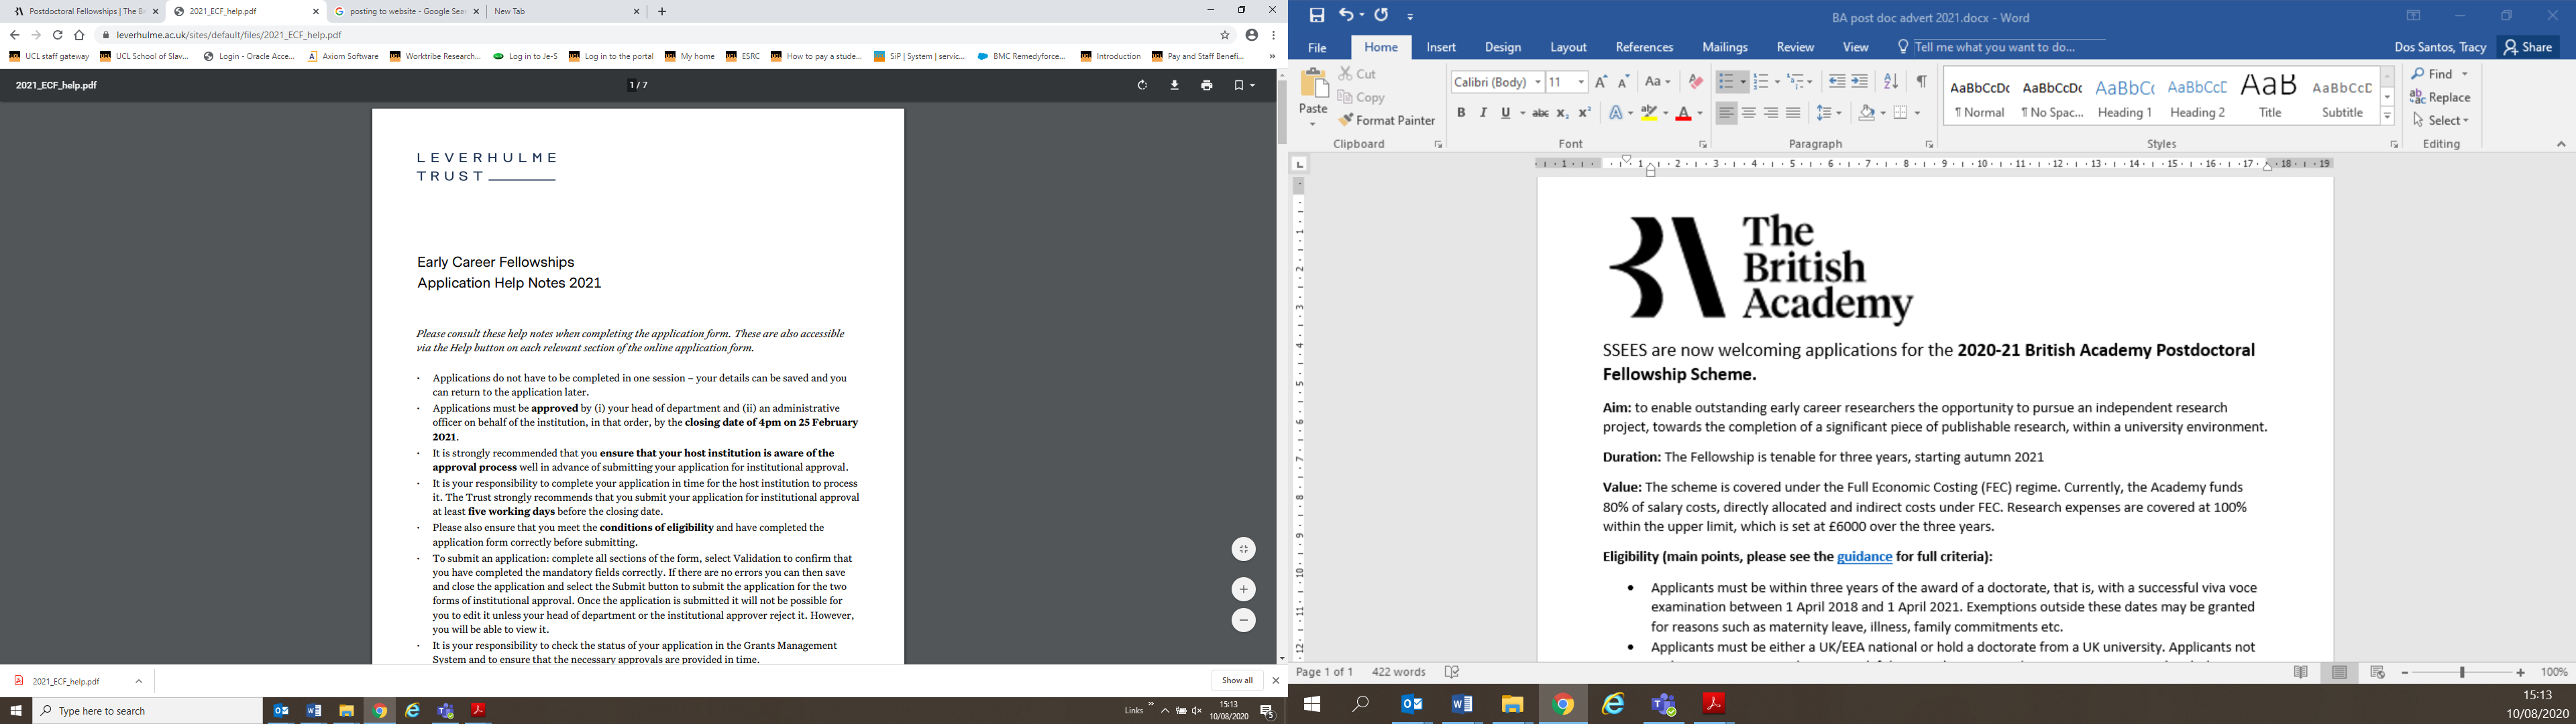 Postdoctoral Fellowships | The B
2021_ECF_help.pdf
posting to website - Google Sea
New Tab
leverhulme.ac.uk/sites/default/files/2021_ECF_help.pdf
UCL staff gateway
UCL School of Slav...
Login - Oracle Acce...
Axiom Software
Worktribe Research...
Log in to Je-S
Log in to the portal
My home
ESRC
How to pay a stude...
SiP | System | servic...
BMC Remedyforce...
Introduction
Pay and Staff Benefi...
2021_ECF_help.pdf
1 / 7
LEVERHULME
TRUST
Early Career Fellowships
Application Help Notes 2021
Please consult these help notes when completing the application form. These are also accessible
via the Help button on each relevant section of the online application form.
· Applications do not have to be completed in one session – your details can be saved and you
can return to the application later.
· Applications must be approved by (i) your head of department and (ii) an administrative
officer on behalf of the institution, in that order, by the closing date of 4pm on 25 February
2021.
· It is strongly recommended that you ensure that your host institution is aware of the
approval process well in advance of submitting your application for institutional approval.
· It is your responsibility to complete your application in time for the host institution to process
it. The Trust strongly recommends that you submit your application for institutional approval
at least five working days before the closing date.
· Please also ensure that you meet the conditions of eligibility and have completed the
application form correctly before submitting.
· To submit an application: complete all sections of the form, select Validation to confirm that
you have completed the mandatory fields correctly. If there are no errors you can then save
and close the application and select the Submit button to submit the application for the two
forms of institutional approval. Once the application is submitted it will not be possible for
you to edit it unless your head of department or the institutional approver reject it. However,
you will be able to view it.
· It is your responsibility to check the status of your application in the Grants Management
System and to ensure that the necessary approvals are provided in time.
2021_ECF_help.pdf
Show all
Type here to search
Links
15:13
10/08/2020
5
BA post doc advert 2021.docx - Word
File
Home
Insert
Design
Layout
References
Mailings
Review
View
Tell me what you want to do...
Dos Santos, Tracy
Share
Paste
Cut
Copy
Format Painter
Clipboard
Calibri (Body)
11
Font
Paragraph
AaBbCcDc
¶ Normal
AaBbCcDc
¶ No Spac...
AaBbCc
Heading 1
AaBbCcD
Heading 2
AaB
Title
AaBbCcD
Subtitle
Styles
Find
Replace
Select
Editing
The
British
Academy
SSEES are now welcoming applications for the 2020-21 British Academy Postdoctoral
Fellowship Scheme.
Aim: to enable outstanding early career researchers the opportunity to pursue an independent research
project, towards the completion of a significant piece of publishable research, within a university environment.
Duration: The Fellowship is tenable for three years, starting autumn 2021
Value: The scheme is covered under the Full Economic Costing (FEC) regime. Currently, the Academy funds
80% of salary costs, directly allocated and indirect costs under FEC. Research expenses are covered at 100%
within the upper limit, which is set at £6000 over the three years.
Eligibility (main points, please see the guidance for full criteria):
• Applicants must be within three years of the award of a doctorate, that is, with a successful viva voce
examination between 1 April 2018 and 1 April 2021. Exemptions outside these dates may be granted
for reasons such as maternity leave, illness, family commitments etc.
• Applicants must be either a UK/EEA national or hold a doctorate from a UK university. Applicants not
Page 1 of 1
422 words
100%
15:13
10/08/2020